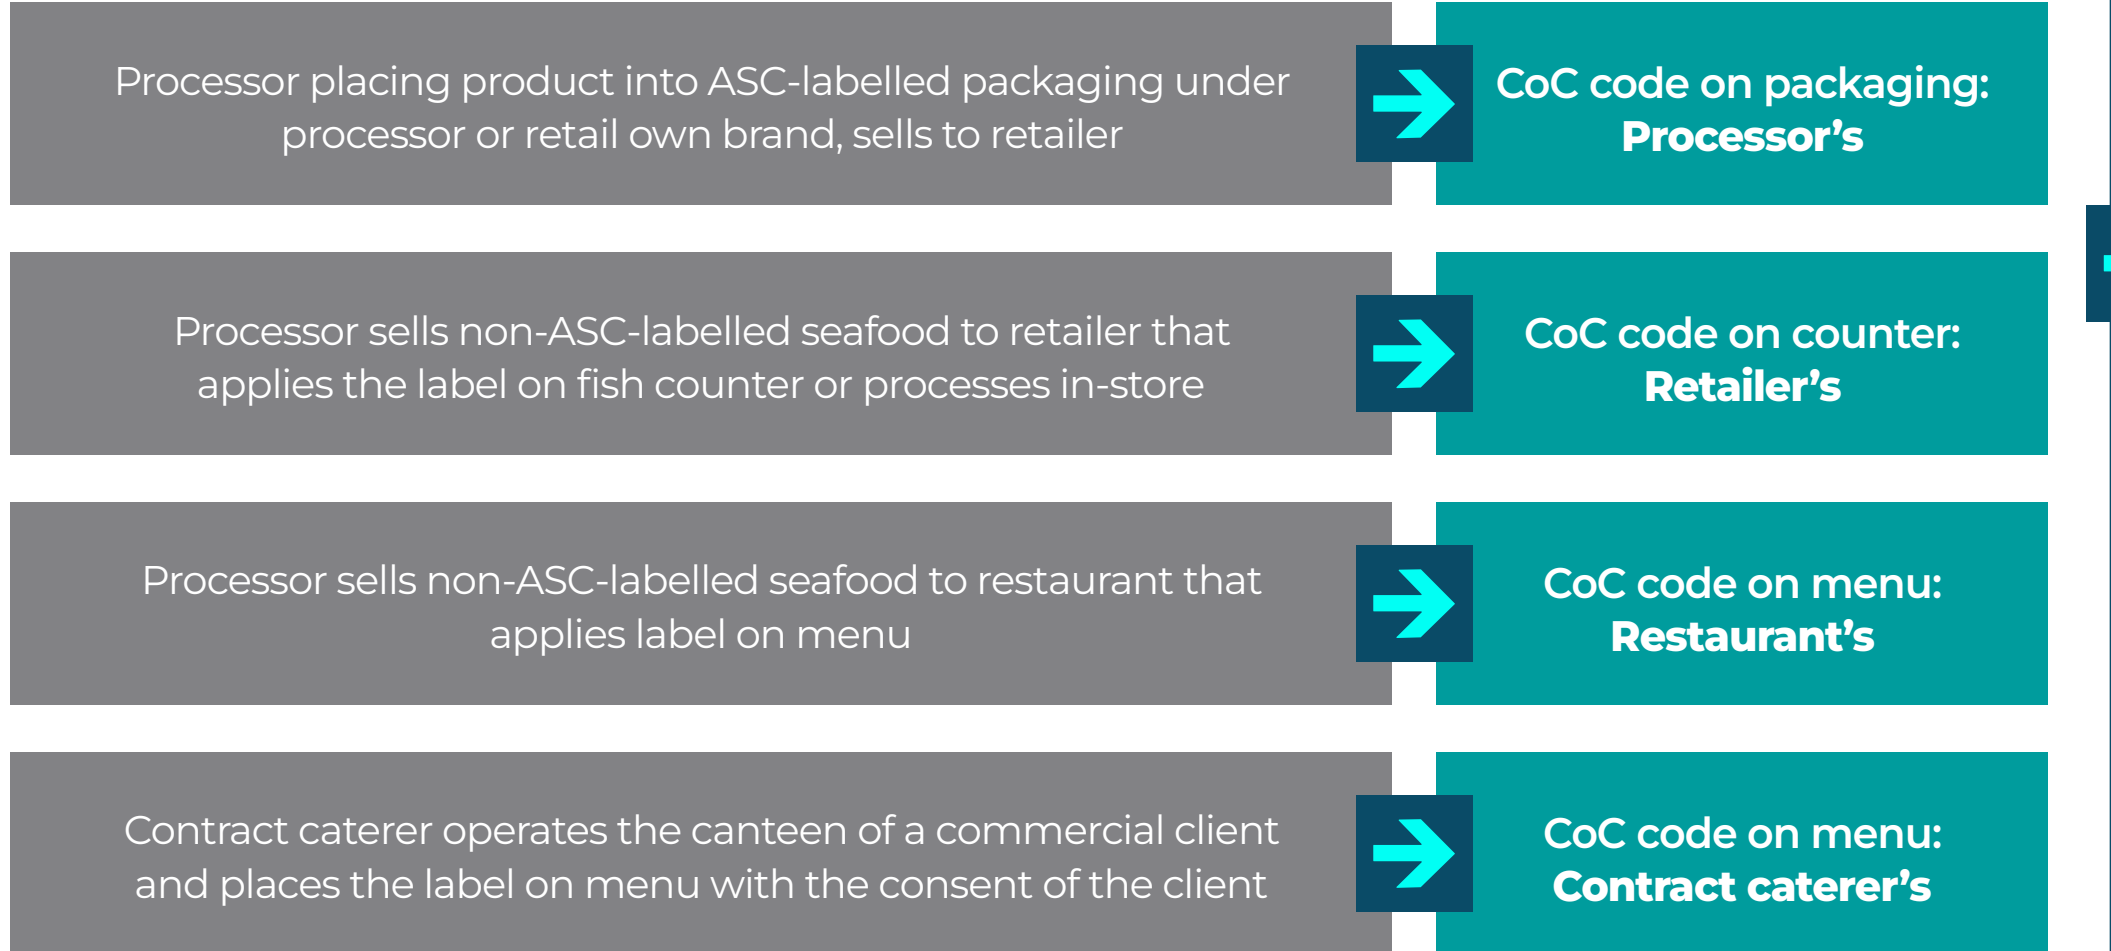 Processor placing product into ASC-labelled packaging under
processor or retail own brand, sells to retailer
CoC code on packaging:
Processor’s
Processor sells non-ASC-labelled seafood to retailer that
applies the label on fish counter or processes in-store
CoC code on counter:
Retailer’s
Processor sells non-ASC-labelled seafood to restaurant that
applies label on menu
CoC code on menu:
Restaurant’s
Contract caterer operates the canteen of a commercial client
and places the label on menu with the consent of the client
CoC code on menu:
Contract caterer’s